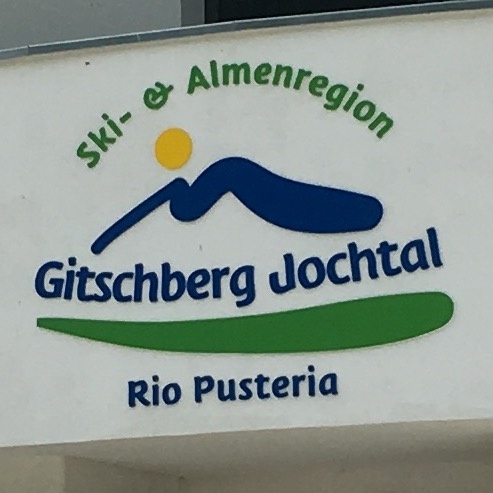 Ski- & Almenregion
Gitschberg Jochtal
Rio Pusteria